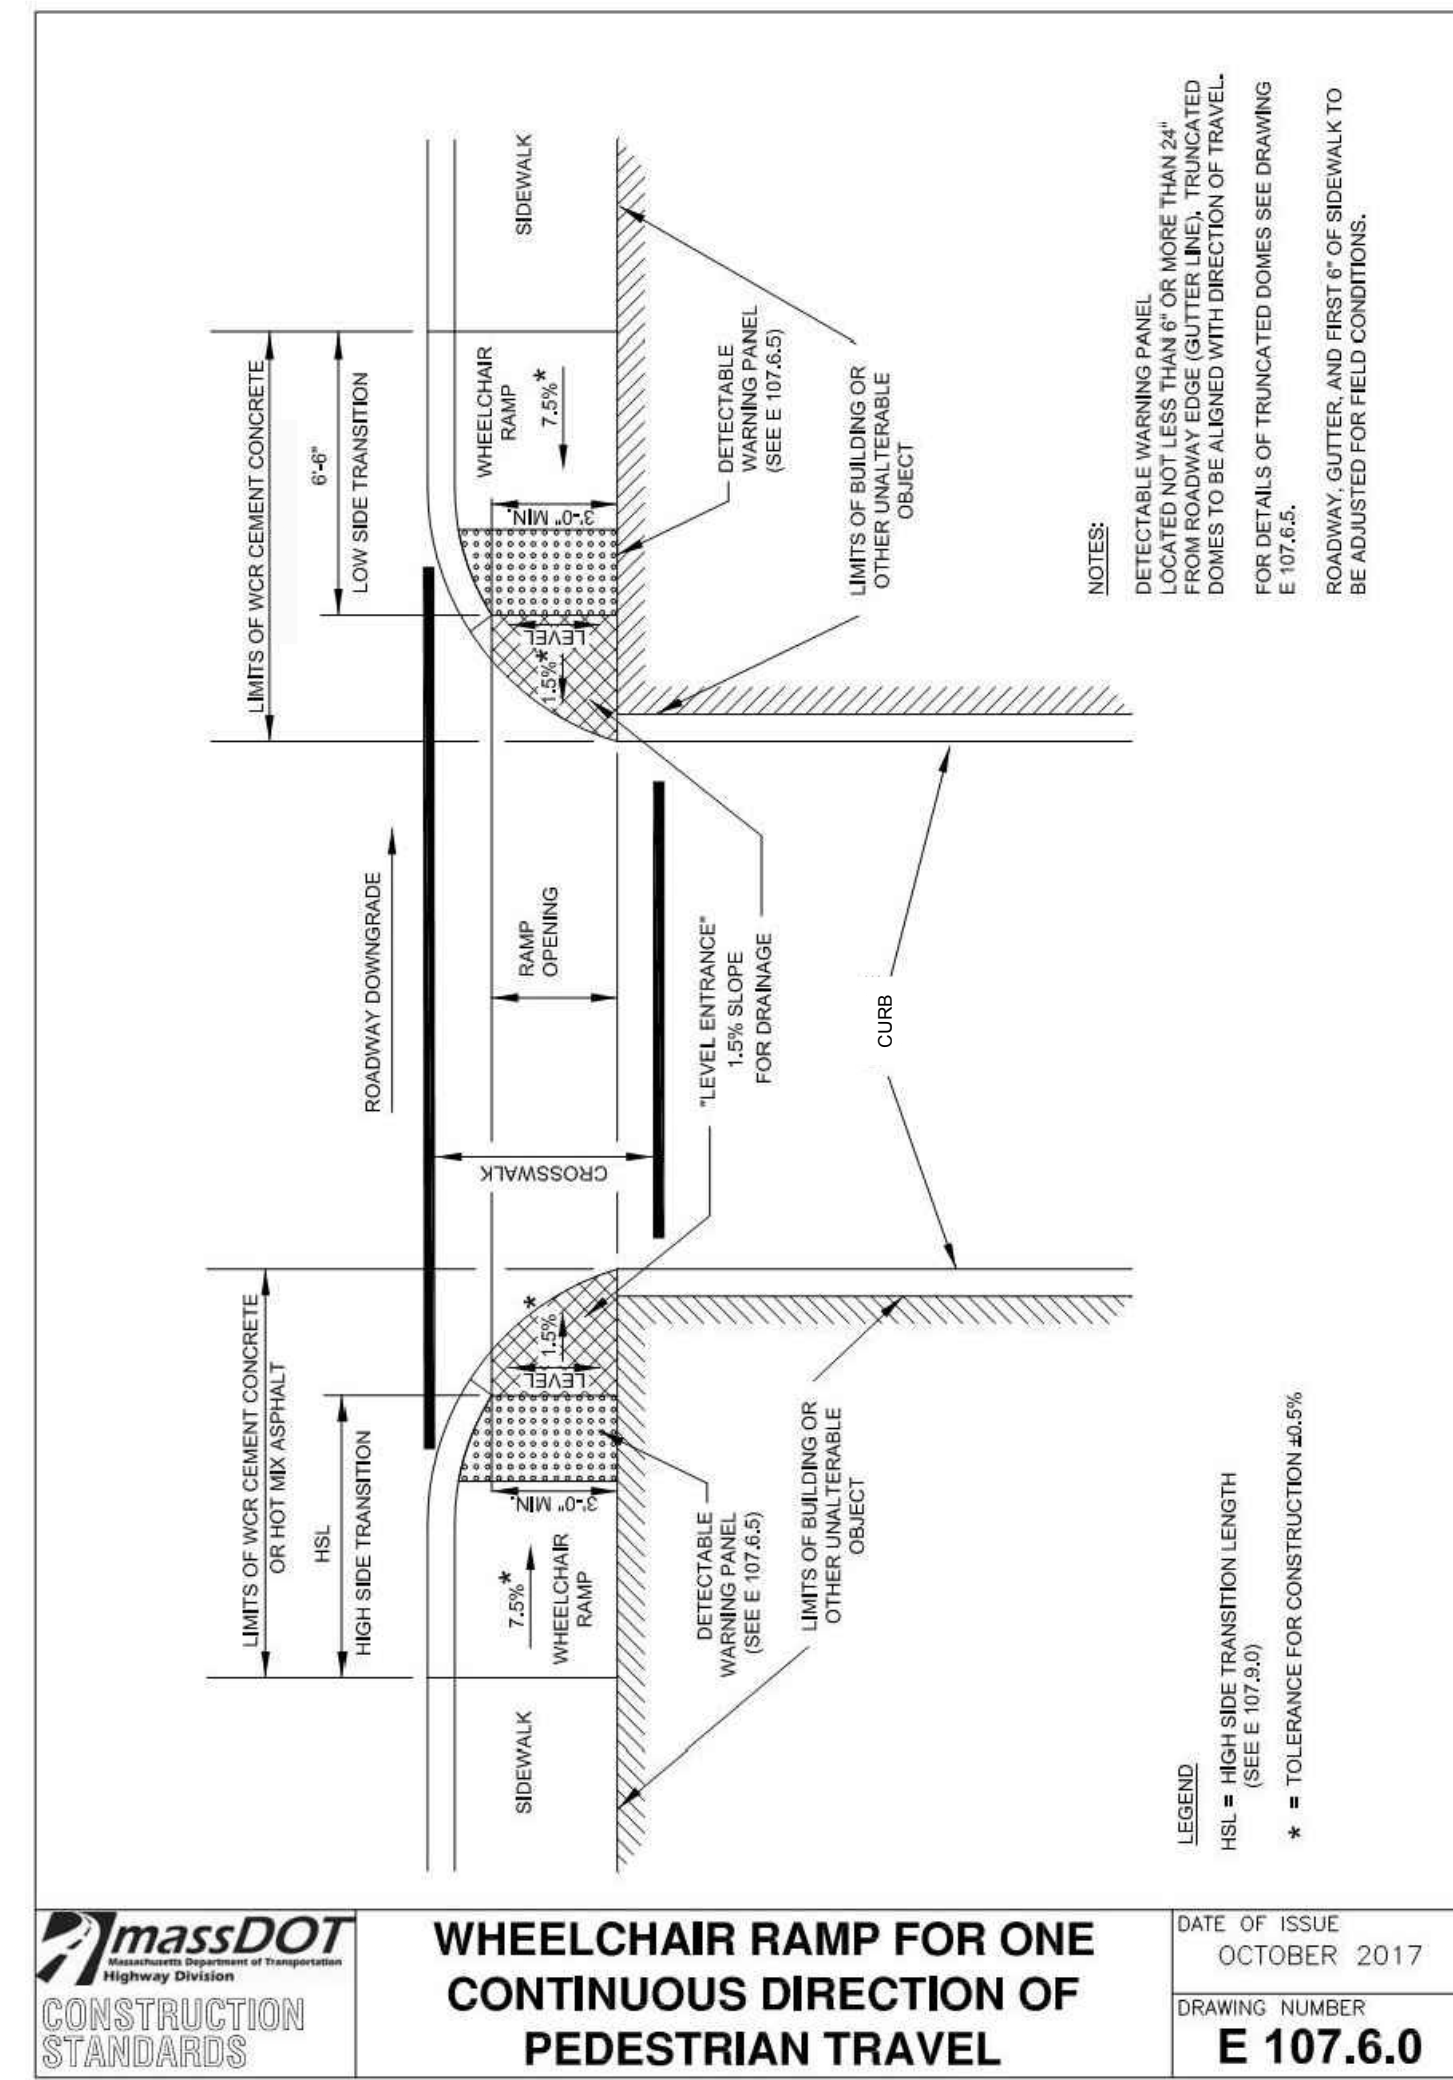 LIMITS OF WCR CEMENT CONCRETE
OR HOT MIX ASPHALT
HSL
HIGH SIDE TRANSITION
ROADWAY DOWNGRADE
LIMITS OF WCR CEMENT CONCRETE
6'-6"
LOW SIDE TRANSITION
SIDEWALK
7.5%*
WHEELCHAIR
RAMP
3'-0" MIN.
LEVEL
1.5%
*
CROSSWALK
RAMP
OPENING
1.5%*
LEVEL
3'-0" MIN.
WHEELCHAIR
RAMP
7.5%*
SIDEWALK
DETECTABLE
WARNING PANEL
(SEE E 107.6.5)
"LEVEL ENTRANCE"
1.5% SLOPE
FOR DRAINAGE
DETECTABLE
WARNING PANEL
(SEE E 107.6.5)
LIMITS OF BUILDING OR
OTHER UNALTERABLE
OBJECT
CURB
LIMITS OF BUILDING OR
OTHER UNALTERABLE
OBJECT
LEGEND
HSL = HIGH SIDE TRANSITION LENGTH
(SEE E 107.9.0)
* = TOLERANCE FOR CONSTRUCTION ±0.5%
NOTES:
DETECTABLE WARNING PANEL
LOCATED NOT LESS THAN 6" OR MORE THAN 24"
FROM ROADWAY EDGE (GUTTER LINE). TRUNCATED
DOMES TO BE ALIGNED WITH DIRECTION OF TRAVEL.
FOR DETAILS OF TRUNCATED DOMES SEE DRAWING
E 107.6.5.
ROADWAY, GUTTER, AND FIRST 6" OF SIDEWALK TO
BE ADJUSTED FOR FIELD CONDITIONS.
massDOT
Massachusetts Department of Transportation
Highway Division
CONSTRUCTION
STANDARDS
WHEELCHAIR RAMP FOR ONE
CONTINUOUS DIRECTION OF
PEDESTRIAN TRAVEL
DATE OF ISSUE
OCTOBER 2017
DRAWING NUMBER
E 107.6.0